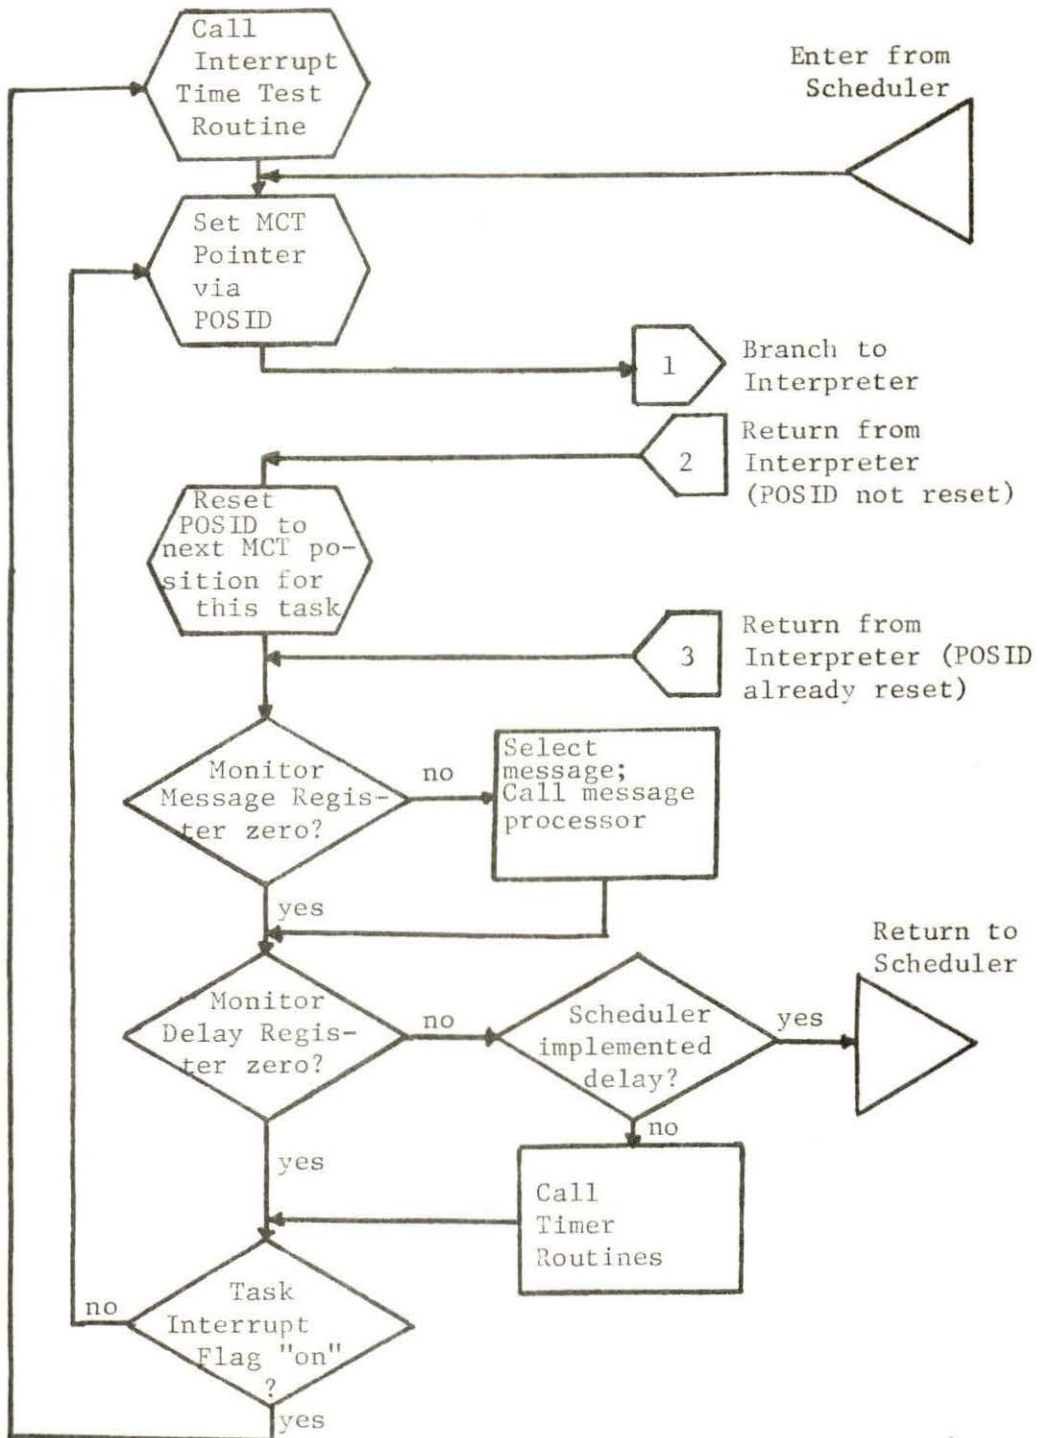 Call
Interrupt
Time Test
Routine
Enter from
Scheduler
Set MCT
Pointer
via
POSID
1
Branch to
Interpreter
2
Return from
Interpreter
(POSID not reset)
Reset
POSID to
next MCT po-
sition for
this task
3
Return from
Interpreter (POSID
already reset)
Monitor
Message Regis-
ter zero?
no
Select
message;
Call message
processor
yes
Return to
Scheduler
Monitor
Delay Regis-
ter zero?
no
Scheduler
implemented
delay?
yes
no
yes
Call
Timer
Routines
no
Task
Interrupt
Flag "on"
?
yes